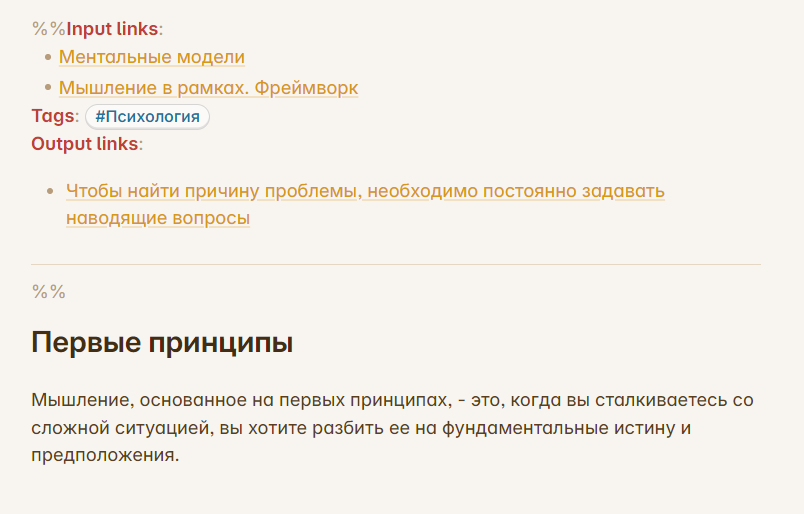 %%Input links:
Ментальные модели
Мышление в рамках. Фреймворк
Tags: #Психология
Output links:
Чтобы найти причину проблемы, необходимо постоянно задавать
наводящие вопросы
%%
Первые принципы
Мышление, основанное на первых принципах, - это, когда вы сталкиваетесь со
сложной ситуацией, вы хотите разбить ее на фундаментальные истину и
предположения.